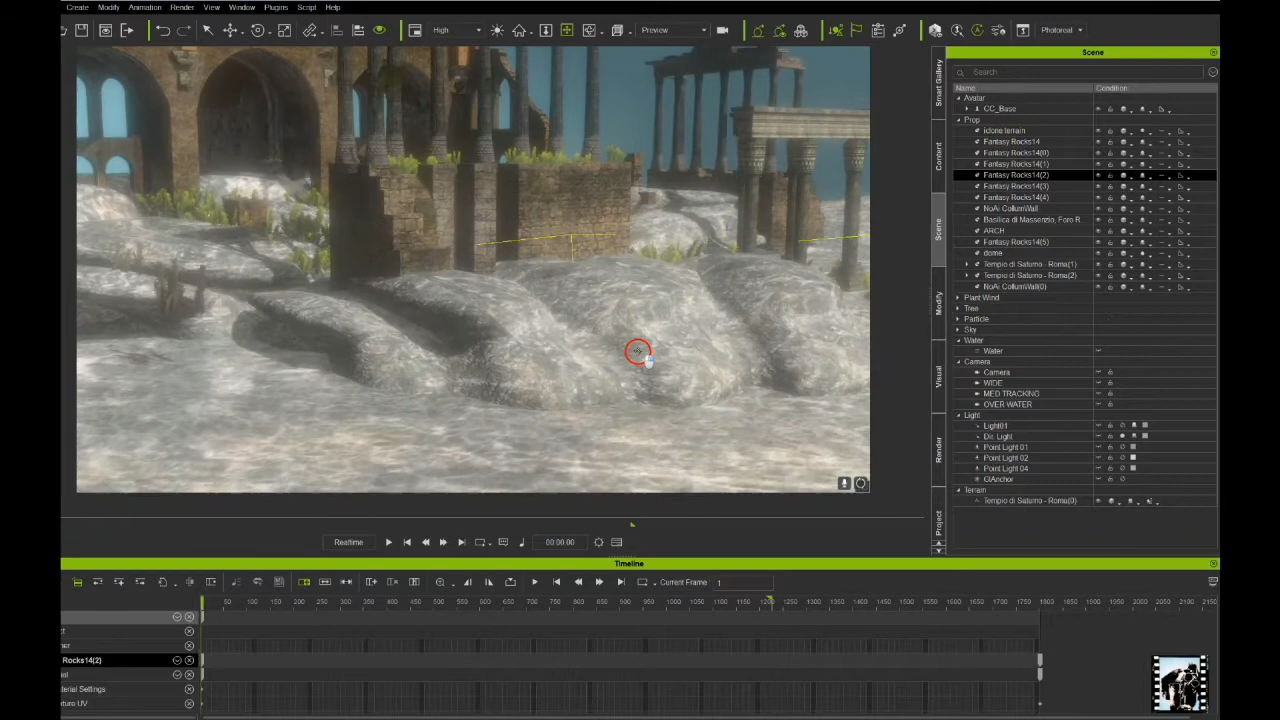 Create Modify Animation Render View Window Plugins Script Help
High Preview Photoreal
Scene
Search
Name Condition
Avatar
CC_Base
Prop
iclone terrain
Fantasy Rocks14
Fantasy Rocks14(0)
Fantasy Rocks14(1)
Fantasy Rocks14(2)
Fantasy Rocks14(3)
Fantasy Rocks14(4)
NoAi CollumWall
Basilica di Massenzio, Foro R
ARCH
Fantasy Rocks14(5)
dome
Tempio di Saturno - Roma(1)
Tempio di Saturno - Roma(2)
NoAi CollumWall(0)
Plant Wind
Tree
Particle
Sky
Water
Water
Camera
Camera
WIDE
MED TRACKING
OVER WATER
Light
Light01
Dir. Light
Point Light 01
Point Light 02
Point Light 04
GIAnchor
Terrain
Tempio di Saturno - Roma(0)
Smart Gallery
Content
Scene
Modify
Visual
Render
Project
Realtime 00:00.00
Timeline
Current Frame 1
50 100 150 200 250 300 350 400 450 500 550 600 650 700 750 800 850 900 950 1000 1050 1100 1150 1200 1250 1300 1350 1400 1450 1500 1550 1600 1650 1700 1750 1800 1850 1900 1950 2000 2050 2100 2150
Rocks14(2)
aterial Settings
xture UV